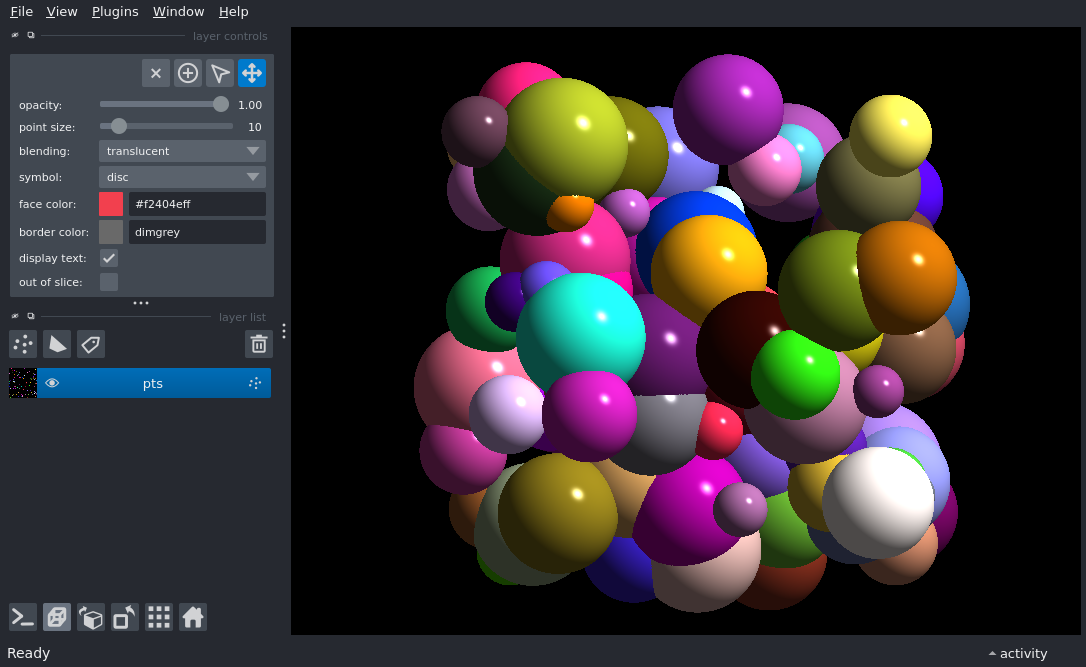 File View Plugins Window Help
layer controls
opacity: 1.00
point size: 10
blending: translucent
symbol: disc
face color: #f2404eff
border color: dimgrey
display text:
out of slice:
layer list
pts
Ready
activity